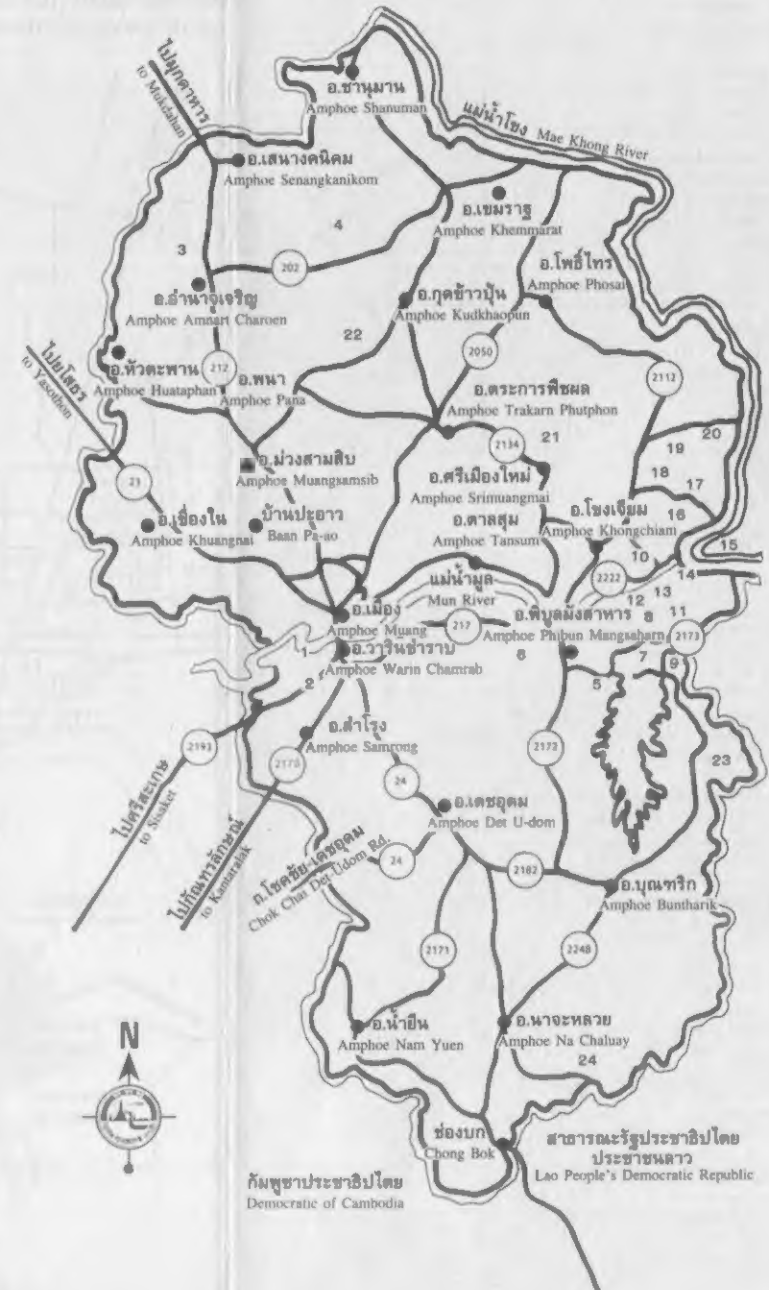 ไปมุกดาหาร
to Mukdahan
อ.ชานุมาน
Amphoe Shanuman
แม่น้ำโขง Mae Khong River
อ.เสนางคนิคม
Amphoe Senangkanikom
อ.เขมราฐ
Amphoe Khemmarat
3
4
202
อ.โพธิ์ไทร
Amphoe Phosai
อ.อำนาจเจริญ
Amphoe Amnart Charoen
อ.กุดข้าวปุ้น
Amphoe Kudkhaopun
22
2050
ไปยโสธร
to Yasothon
อ.หัวตะพาน
Amphoe Huataphan
212
อ.พนา
Amphoe Pana
2112
อ.ตระการพืชผล
Amphoe Trakarn Phutphon
2134
21
20
19
อ.ม่วงสามสิบ
Amphoe Muangsamsib
23
อ.ศรีเมืองใหม่
Amphoe Srimuangmai
18
17
อ.เขื่องใน
Amphoe Khuangnai
บ้านปะอาว
Baan Pa-ao
อ.ตาลสุม
Amphoe Tansum
อ.โขงเจียม
Amphoe Khongchiam
16
15
10
14
แม่น้ำมูล
Mun River
2222
13
12
อ.เมือง
Amphoe Muang
217
อ.พิบูลมังสาหาร
Amphoe Phibun Mangsaharn
8
11
2173
1
อ.วารินชำราบ
Amphoe Warin Chamrab
6
7
9
5
2
อ.สำโรง
Amphoe Samrong
2193
2178
2172
23
ไปศรีสะเกษ
to Sisaket
ไปกัณทรลักษณ์
to Kantaralak
24
อ.เดชอุดม
Amphoe Det U-dom
ถ.โชคชัย-เดชอุดม
Chok Chai Det-Udom Rd.
24
2182
อ.บุณฑริก
Amphoe Buntharik
2171
2248
N
อ.น้ำยืน
Amphoe Nam Yuen
อ.นาจะหลวย
Amphoe Na Chaluay
24
ช่องบก
Chong Bok
สาธารณะรัฐประชาธิปไตย
ประชาชนลาว
Lao People's Democratic Republic
กัมพูชาประชาธิปไตย
Democratic of Cambodia